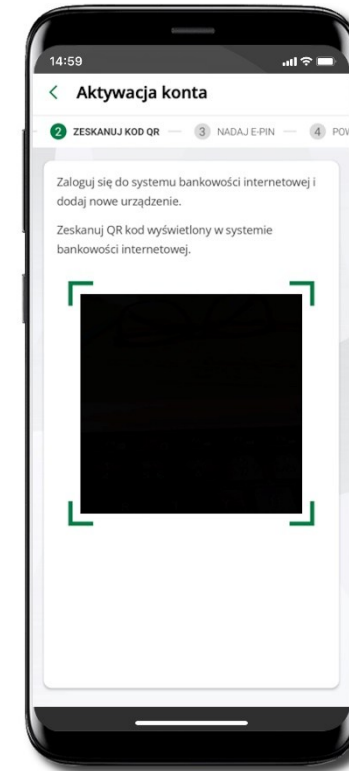 14:59
Aktywacja konta
2 ZESKANUJ KOD QR 3 NADAJ E-PIN 4
Zaloguj się do systemu bankowości internetowej i
dodaj nowe urządzenie.
Zeskanuj QR kod wyświetlony w systemie
bankowości internetowej.